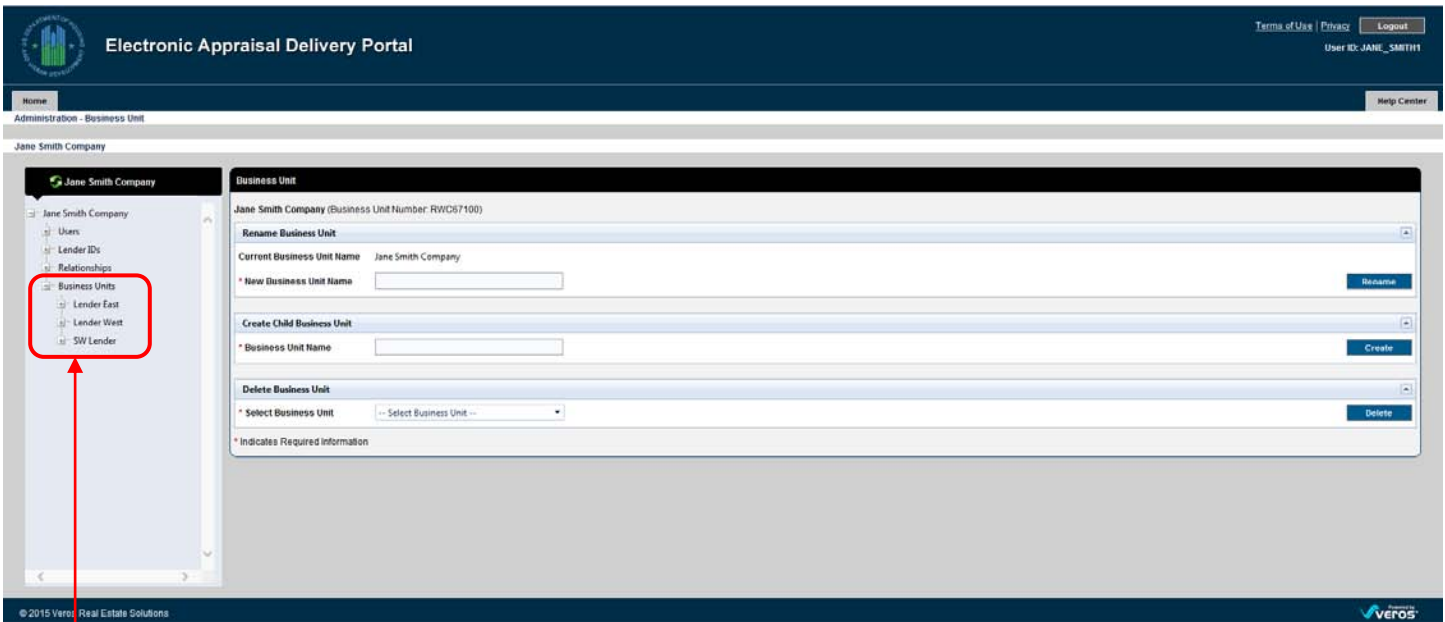 Terms of Use | Privacy Logout
Electronic Appraisal Delivery Portal
User ID: JANE_SMITH1
Home Help Center
Administration - Business Unit
Jane Smith Company
Jane Smith Company
Business Unit
Jane Smith Company
Users
Lender IDs
Relationships
Business Units
Lender East
Lender West
SW Lender
Jane Smith Company (Business Unit Number: RWC67100)
Rename Business Unit
Current Business Unit Name Jane Smith Company
* New Business Unit Name Rename
Create Child Business Unit
* Business Unit Name Create
Delete Business Unit
* Select Business Unit -- Select Business Unit -- Delete
* Indicates Required Information
© 2015 Veros Real Estate Solutions
Powered by
veros